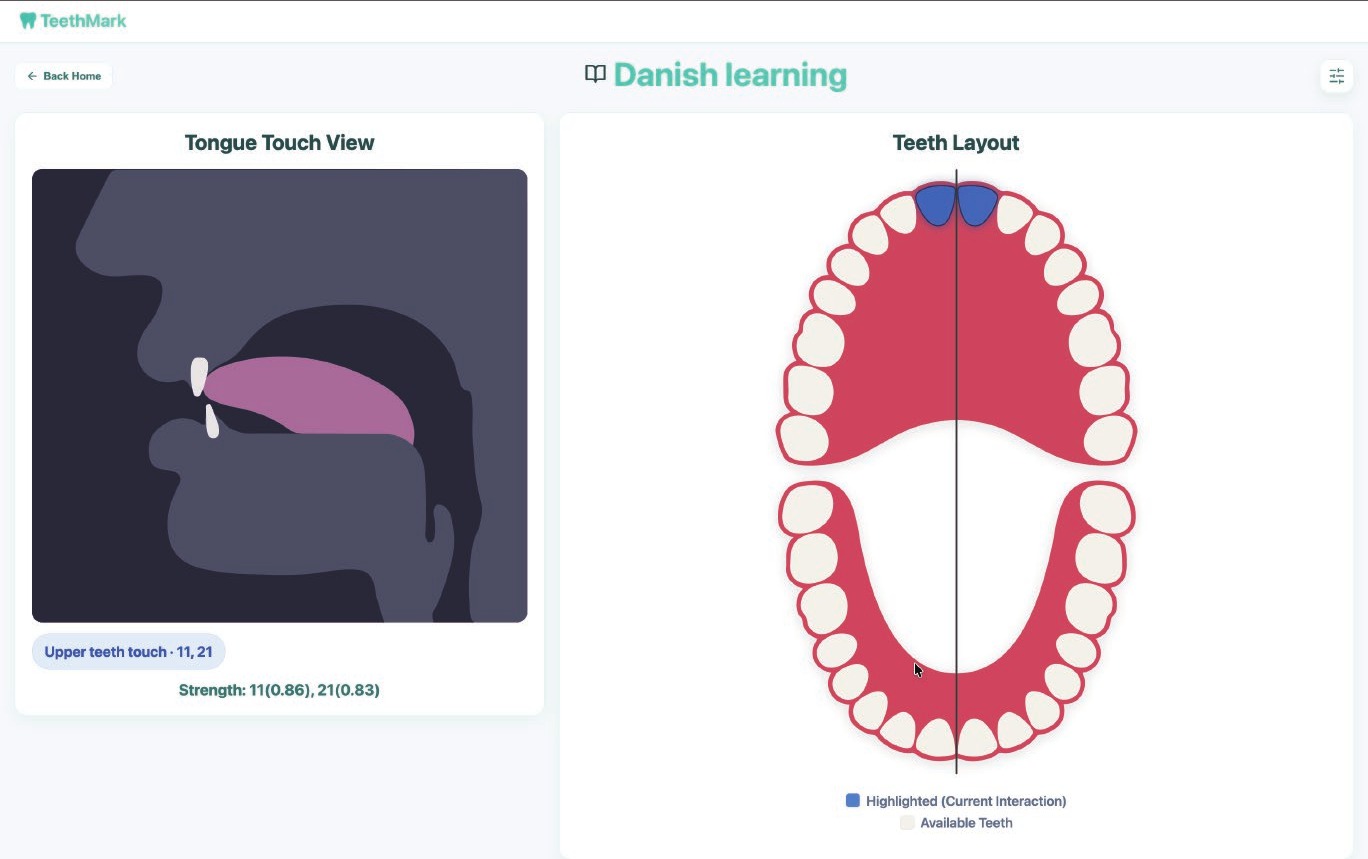 TeethMark
← Back Home
Danish learning
Tongue Touch View
Teeth Layout
Upper teeth touch · 11, 21
Strength: 11(0.86), 21(0.83)
Highlighted (Current Interaction)
Available Teeth